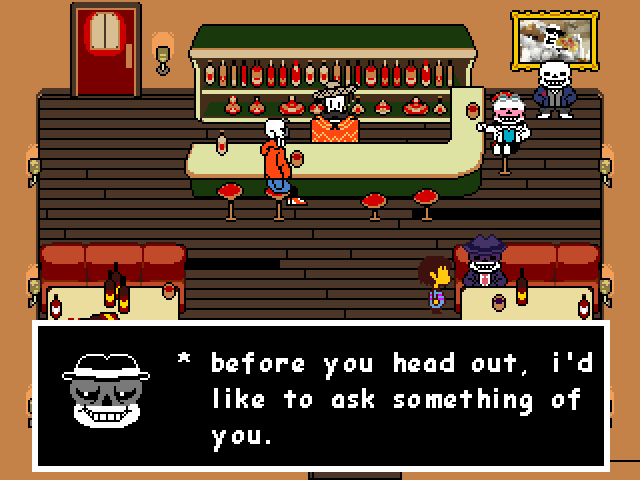 * before you head out, i'd
like to ask something of
you.